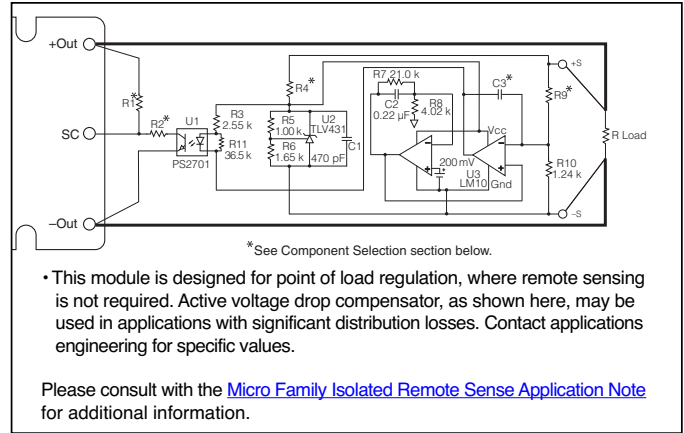 +Out
R1*
SC
R2*
U1
PS2701
R3
2.55 k
R11
36.5 k
R4*
R5
1.00 k
R6
1.65 k
U2
TLV431
C1
470 pF
R7 21.0 k
C2
0.22 µF
R8
4.02 k
C3*
Vcc
200 mV
U3
LM10 Gnd
+S
R9*
R10
1.24 k
R Load
–S
–Out
*See Component Selection section below.
• This module is designed for point of load regulation, where remote sensing
is not required. Active voltage drop compensator, as shown here, may be
used in applications with significant distribution losses. Contact applications
engineering for specific values.
Please consult with the Micro Family Isolated Remote Sense Application Note
for additional information.